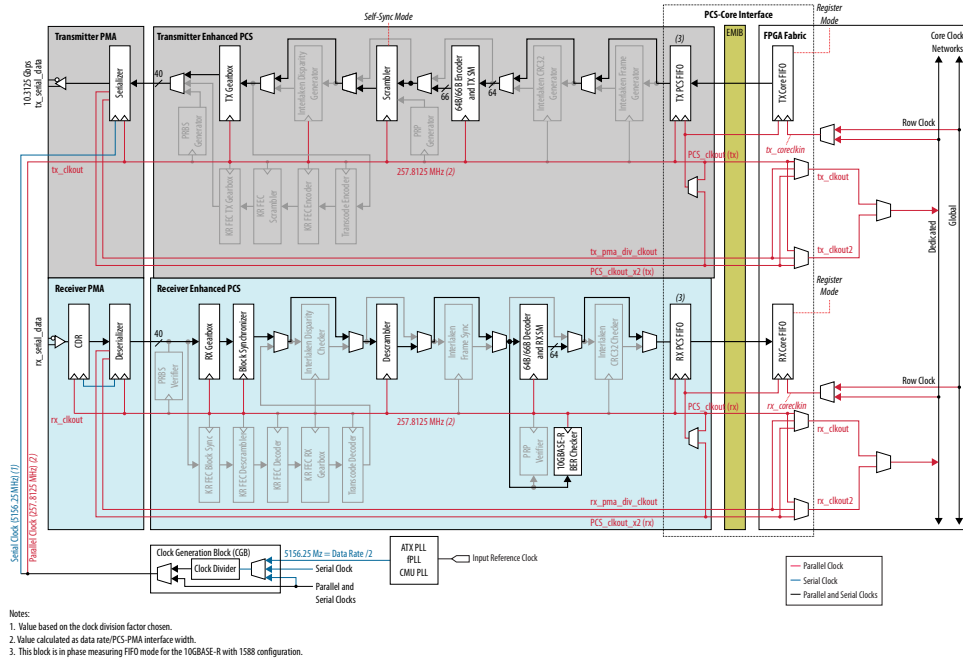 Self-Sync Mode
Register
Mode
PCS-Core Interface
Transmitter PMA
Transmitter Enhanced PCS
EMIB
FPGA Fabric
Core Clock
Networks
10.3125 Gbps
tx_serial_data
Serializer
40
PRBS
Generator
TX Gearbox
Interlaken Disparity
Generator
Scrambler
PRP
Generator
66
64B/66B Encoder
and TX SM
64
Interlaken CRC32
Generator
Interlaken Frame
Generator
(3)
TX PCS FIFO
TX Core FIFO
Row Clock
tx_coreclkin
tx_clkout
257.8125 MHz (2)
PCS_clkout (tx)
tx_clkout
KR FEC TX Gearbox
KR FEC
Scrambler
KR FEC Encoder
Transcode Encoder
tx_pma_div_clkout
tx_clkout2
PCS_clkout_x2 (tx)
Dedicated
Global
Receiver PMA
Receiver Enhanced PCS
Register
Mode
rx_serial_data
CDR
Deserializer
40
PRBS
Verifier
RX Gearbox
Block Synchronizer
Interlaken Disparity
Checker
Descrambler
Interlaken
Frame Sync
64B/66B Decoder
and RX SM
64
Interlaken
CRC32 Checker
(3)
RX PCS FIFO
RX Core FIFO
Row Clock
rx_coreclkin
rx_clkout
257.8125 MHz (2)
PCS_clkout (rx)
rx_clkout
KR FEC Block Sync
KR FEC Descrambler
KR FEC Decoder
KR FEC RX
Gearbox
Transcode Decoder
PRP
Verifier
10GBASE-R
BER Checker
rx_pma_div_clkout
rx_clkout2
PCS_clkout_x2 (rx)
Serial Clock (5156.25 MHz) (1)
Parallel Clock (257.8125 MHz) (2)
Clock Generation Block (CGB)
Clock Divider
5156.25 Mz = Data Rate /2
Serial Clock
Parallel and
Serial Clocks
ATX PLL
fPLL
CMU PLL
Input Reference Clock
Parallel Clock
Serial Clock
Parallel and Serial Clocks
Notes:
1. Value based on the clock division factor chosen.
2. Value calculated as data rate/PCS-PMA interface width.
3. This block is in phase measuring FIFO mode for the 10GBASE-R with 1588 configuration.